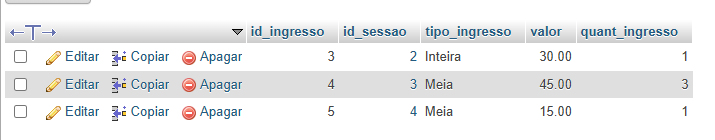 id_ingresso id_sessao tipo_ingresso valor quant_ingresso
Editar Copiar Apagar 3 2 Inteira 30.00 1
Editar Copiar Apagar 4 3 Meia 45.00 3
Editar Copiar Apagar 5 4 Meia 15.00 1